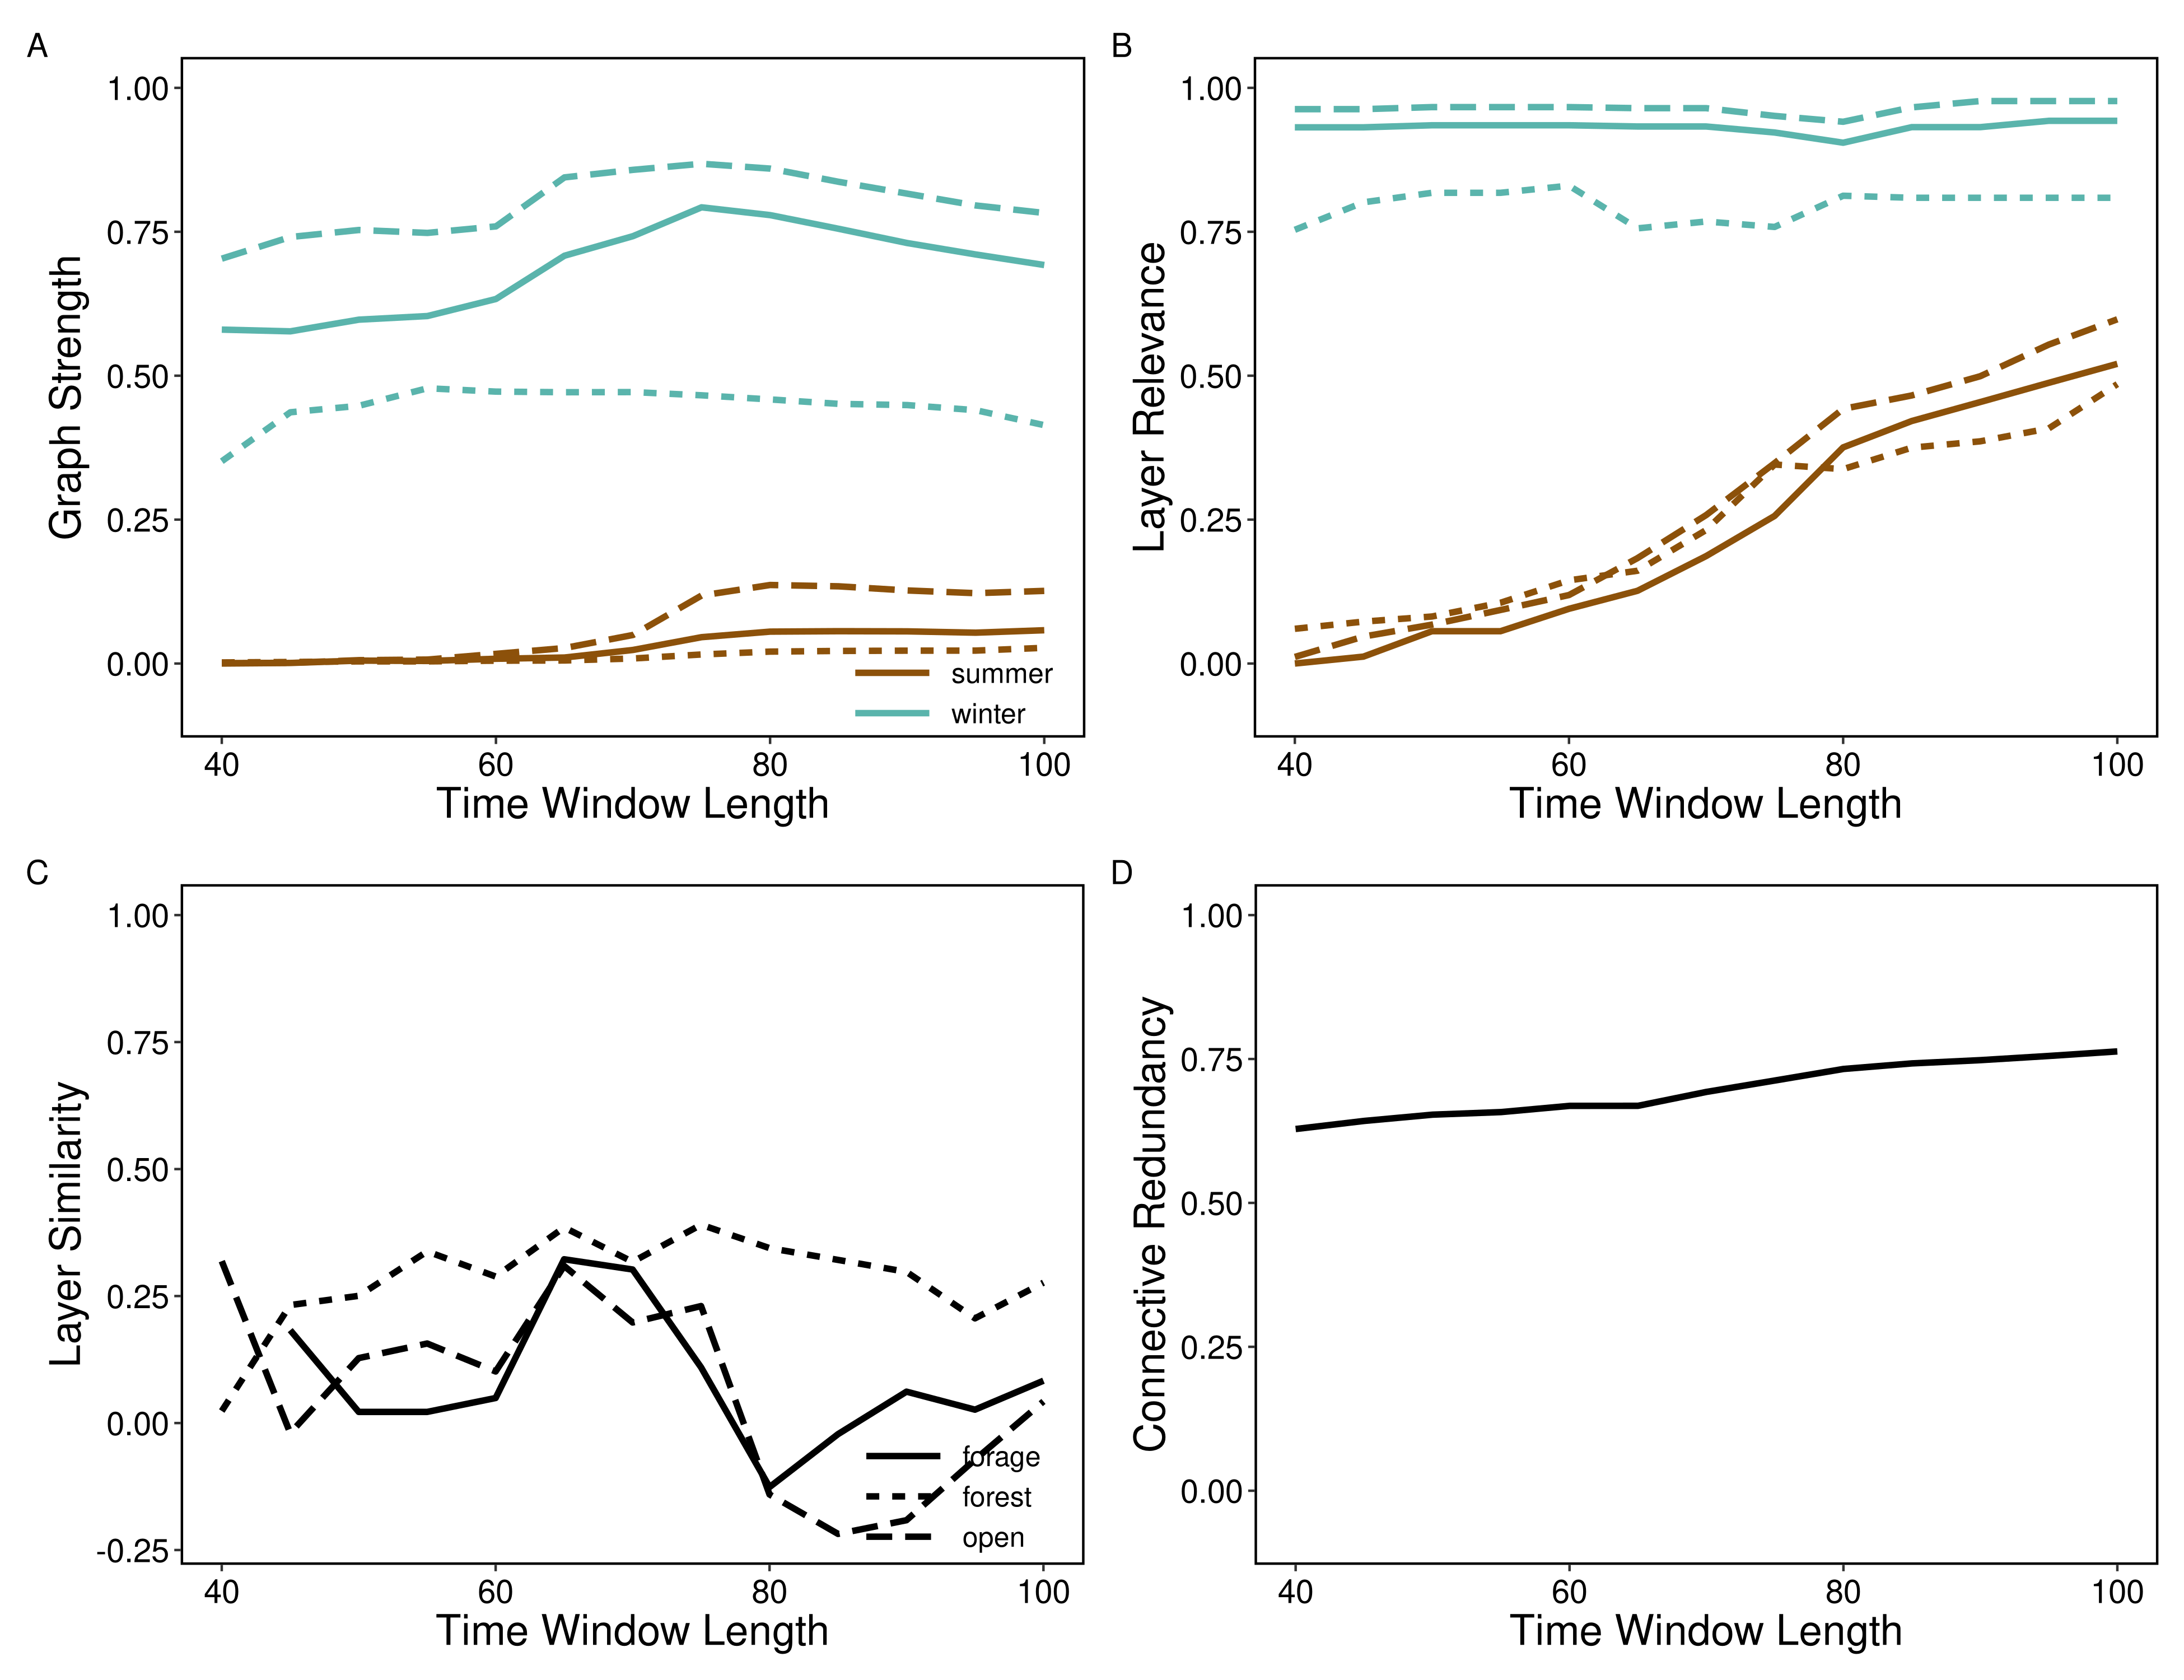 A
1.00
0.75
0.50
0.25
0.00
Graph Strength
summer
winter
40 60 80 100
Time Window Length
B
1.00
0.75
0.50
0.25
0.00
Layer Relevance
40 60 80 100
Time Window Length
C
1.00
0.75
0.50
0.25
0.00
-0.25
Layer Similarity
forage
forest
open
40 60 80 100
Time Window Length
D
1.00
0.75
0.50
0.25
0.00
Connective Redundancy
40 60 80 100
Time Window Length